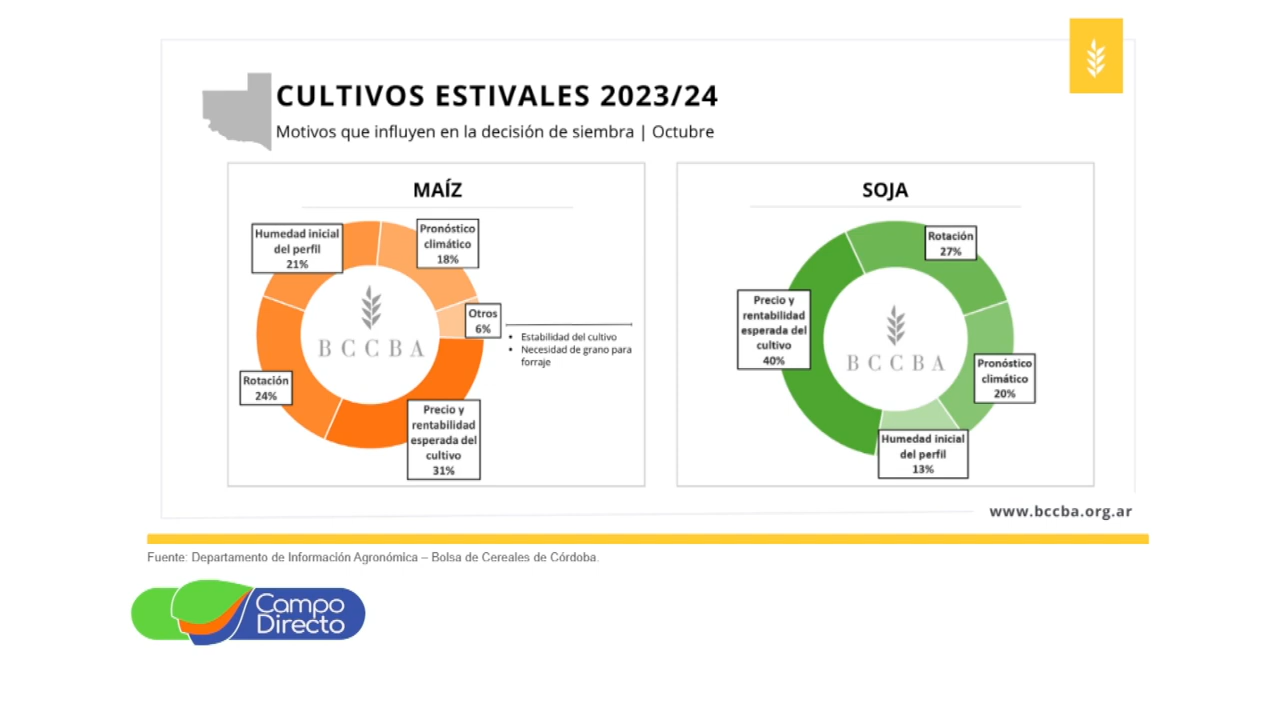 CULTIVOS ESTIVALES 2023/24
Motivos que influyen en la decisión de siembra | Octubre
MAÍZ
Humedad inicial
del perfil
21%
Pronóstico
climático
18%
Otros
6%
• Estabilidad del cultivo
• Necesidad de grano para
forraje
BCCBA
Rotación
24%
Precio y
rentabilidad
esperada del
cultivo
31%
SOJA
Rotación
27%
Precio y
rentabilidad
esperada del
cultivo
40%
BCCBA
Pronóstico
climático
20%
Humedad inicial
del perfil
13%
www.bccba.org.ar
Fuente: Departamento de Información Agronómica – Bolsa de Cereales de Córdoba.
Campo
Directo